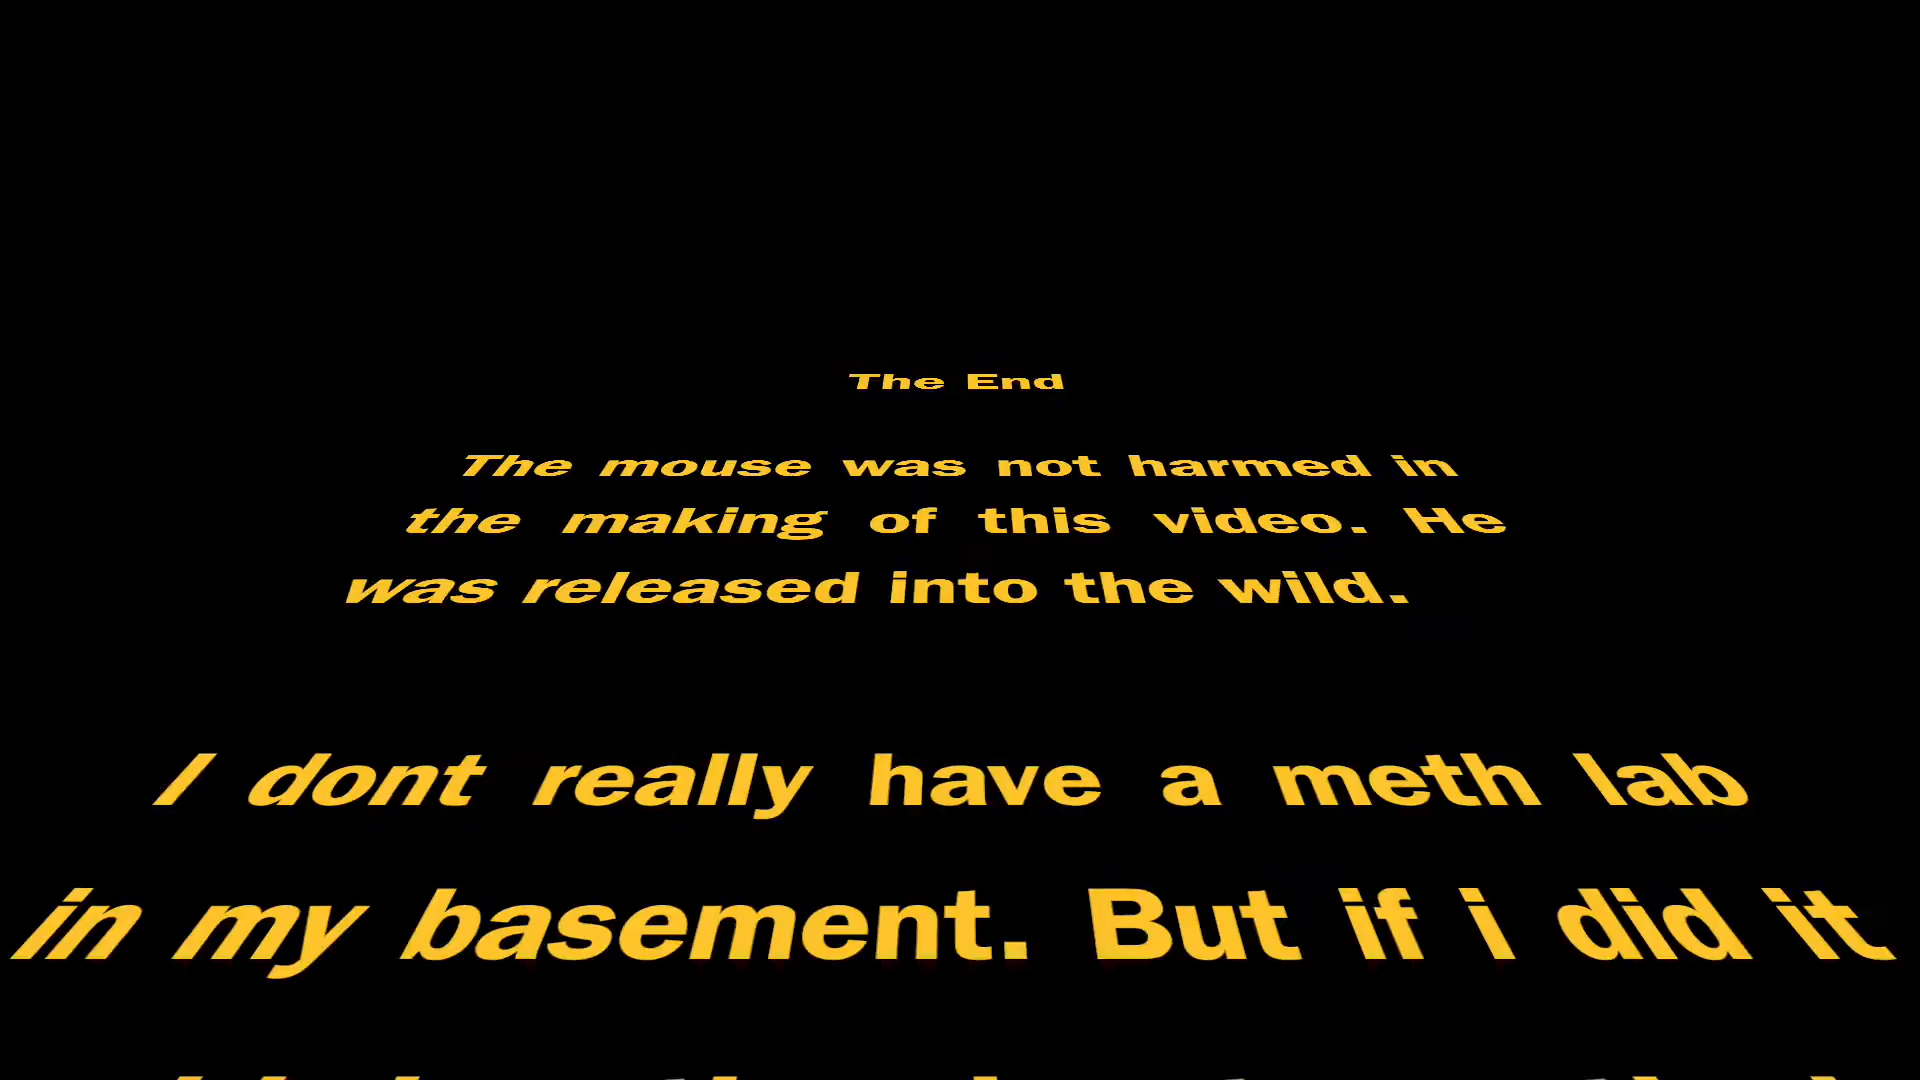 The End
The mouse was not harmed in
the making of this video. He
was released into the wild.
I dont really have a meth lab
in my basement. But if i did it